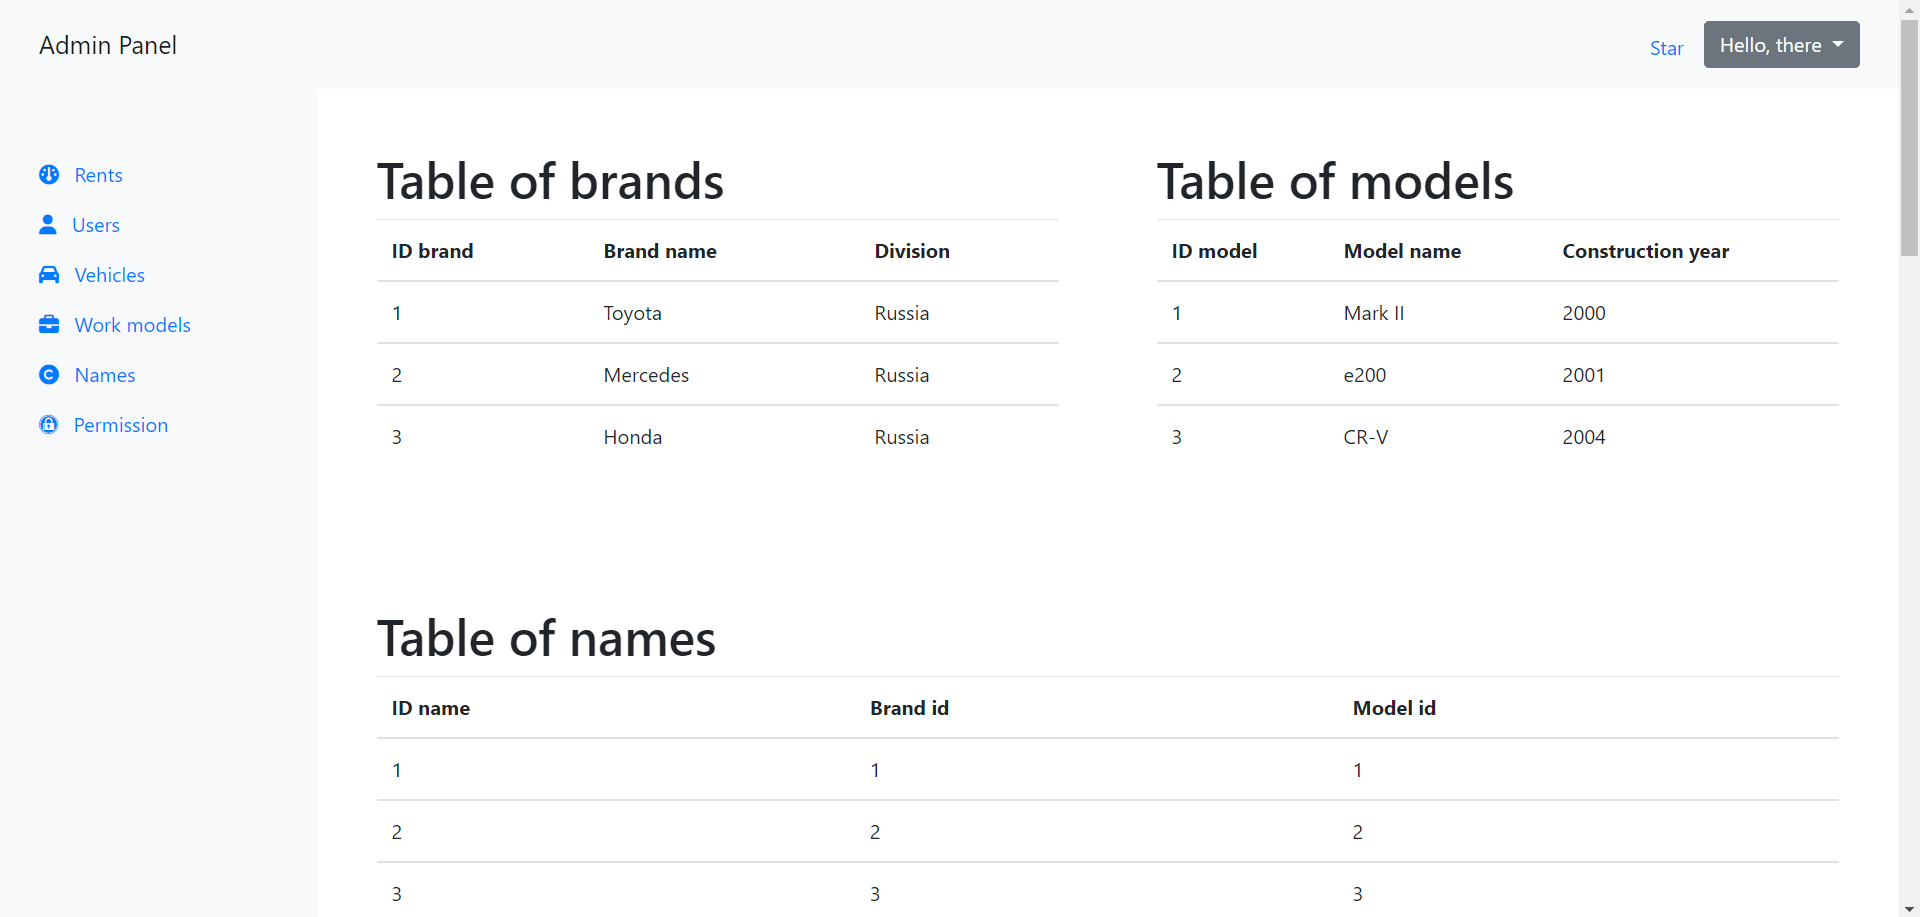 Admin Panel
Star
Hello, there
Rents
Users
Vehicles
Work models
Names
Permission
Table of brands
ID brand Brand name Division
1 Toyota Russia
2 Mercedes Russia
3 Honda Russia
Table of models
ID model Model name Construction year
1 Mark II 2000
2 e200 2001
3 CR-V 2004
Table of names
ID name Brand id Model id
1 1 1
2 2 2
3 3 3